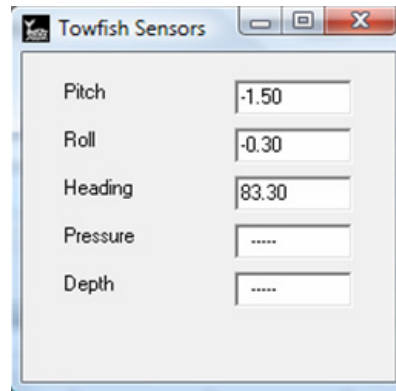 Towfish Sensors
Pitch -1.50
Roll -0.30
Heading 83.30
Pressure -----
Depth -----